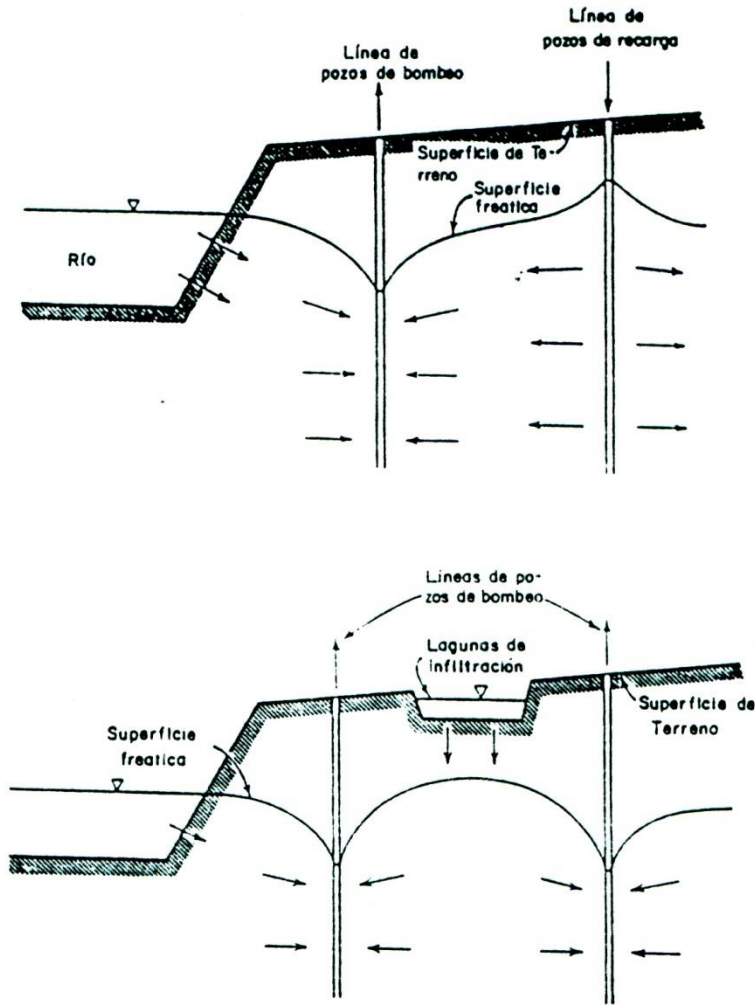 Línea de
pozos de bombeo
Línea de
pozos de recarga
Superficie de Te-
rreno
Superficie
freatica
Río
Lineas de po-
zos de bombeo
Lagunas de
infiltración
Superficie
freatica
Superficie de
Terreno